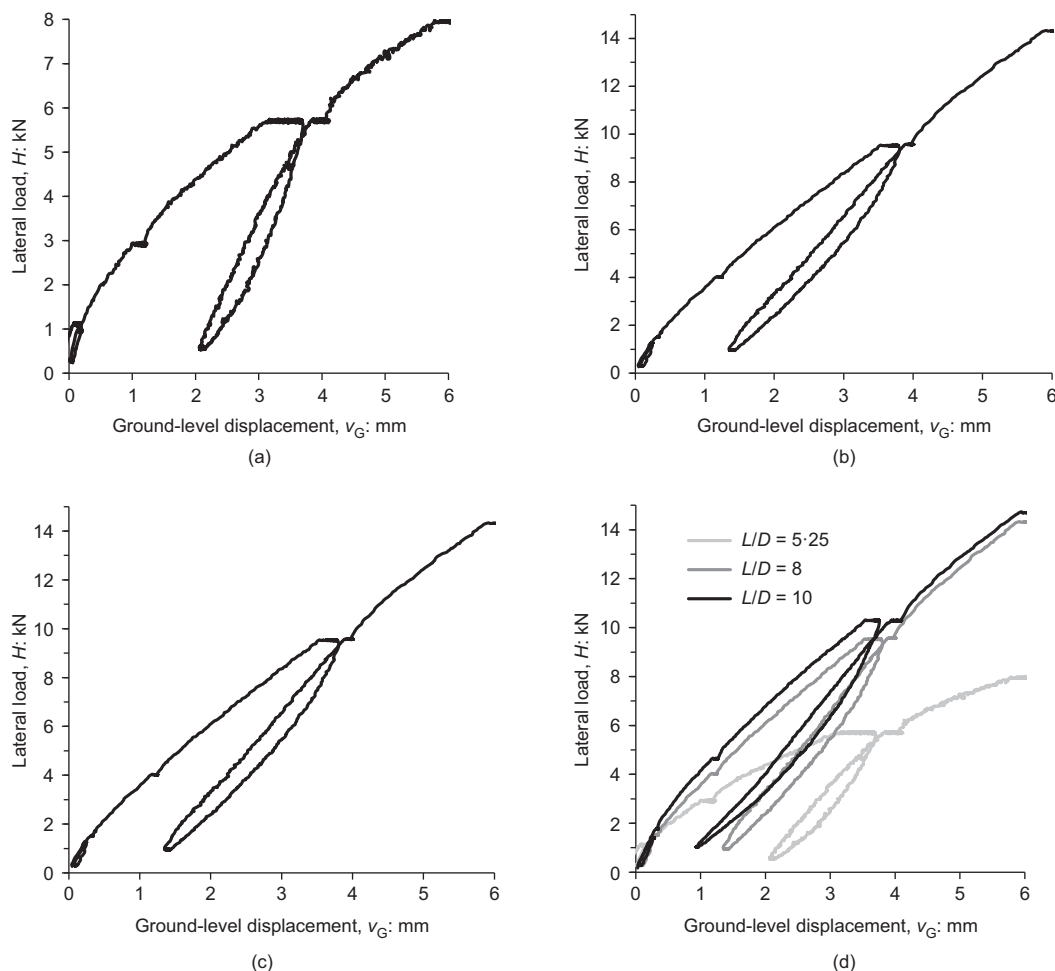 8
7
6
5
4
3
2
1
0
Lateral load, H: kN
0 1 2 3 4 5 6
Ground-level displacement, vG: mm
(a)
14
12
10
8
6
4
2
0
Lateral load, H: kN
0 1 2 3 4 5 6
Ground-level displacement, vG: mm
(b)
14
12
10
8
6
4
2
0
Lateral load, H: kN
0 1 2 3 4 5 6
Ground-level displacement, vG: mm
(c)
14
12
10
8
6
4
2
0
Lateral load, H: kN
L/D = 5·25
L/D = 8
L/D = 10
0 1 2 3 4 5 6
Ground-level displacement, vG: mm
(d)